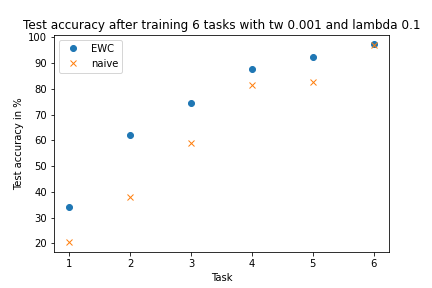 Test accuracy after training 6 tasks with tw 0.001 and lambda 0.1
EWC
naive
100
90
80
70
60
50
40
30
20
Test accuracy in %
1 2 3 4 5 6
Task